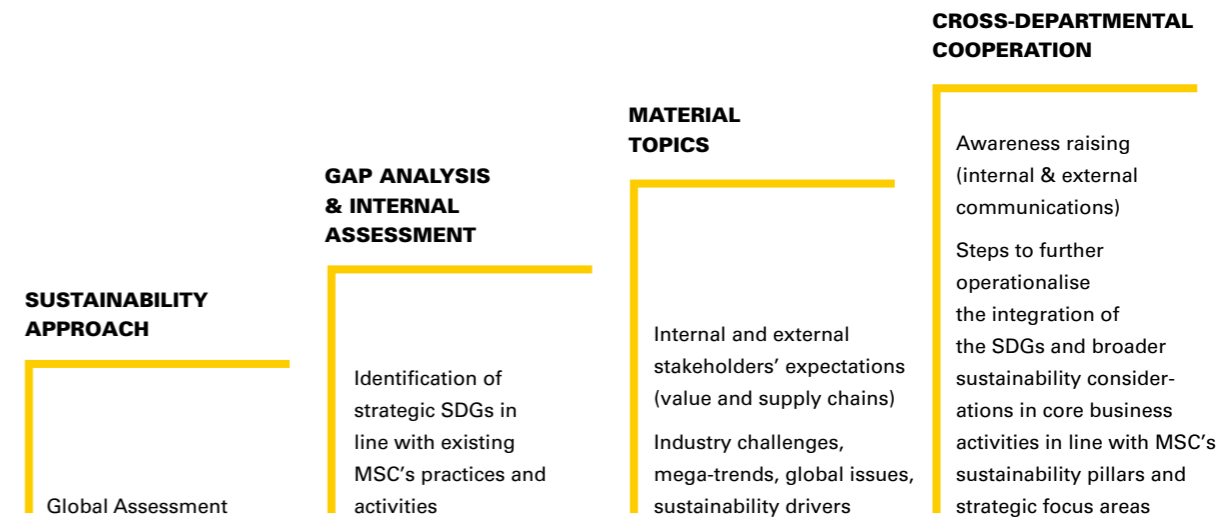 SUSTAINABILITY
APPROACH
Global Assessment
GAP ANALYSIS
& INTERNAL
ASSESSMENT
Identification of
strategic SDGs in
line with existing
MSC's practices and
activities
MATERIAL
TOPICS
Internal and external
stakeholders' expectations
(value and supply chains)
Industry challenges,
mega-trends, global issues,
sustainability drivers
CROSS-DEPARTMENTAL
COOPERATION
Awareness raising
(internal & external
communications)
Steps to further
operationalise
the integration of
the SDGs and broader
sustainability consider-
ations in core business
activities in line with MSC's
sustainability pillars and
strategic focus areas